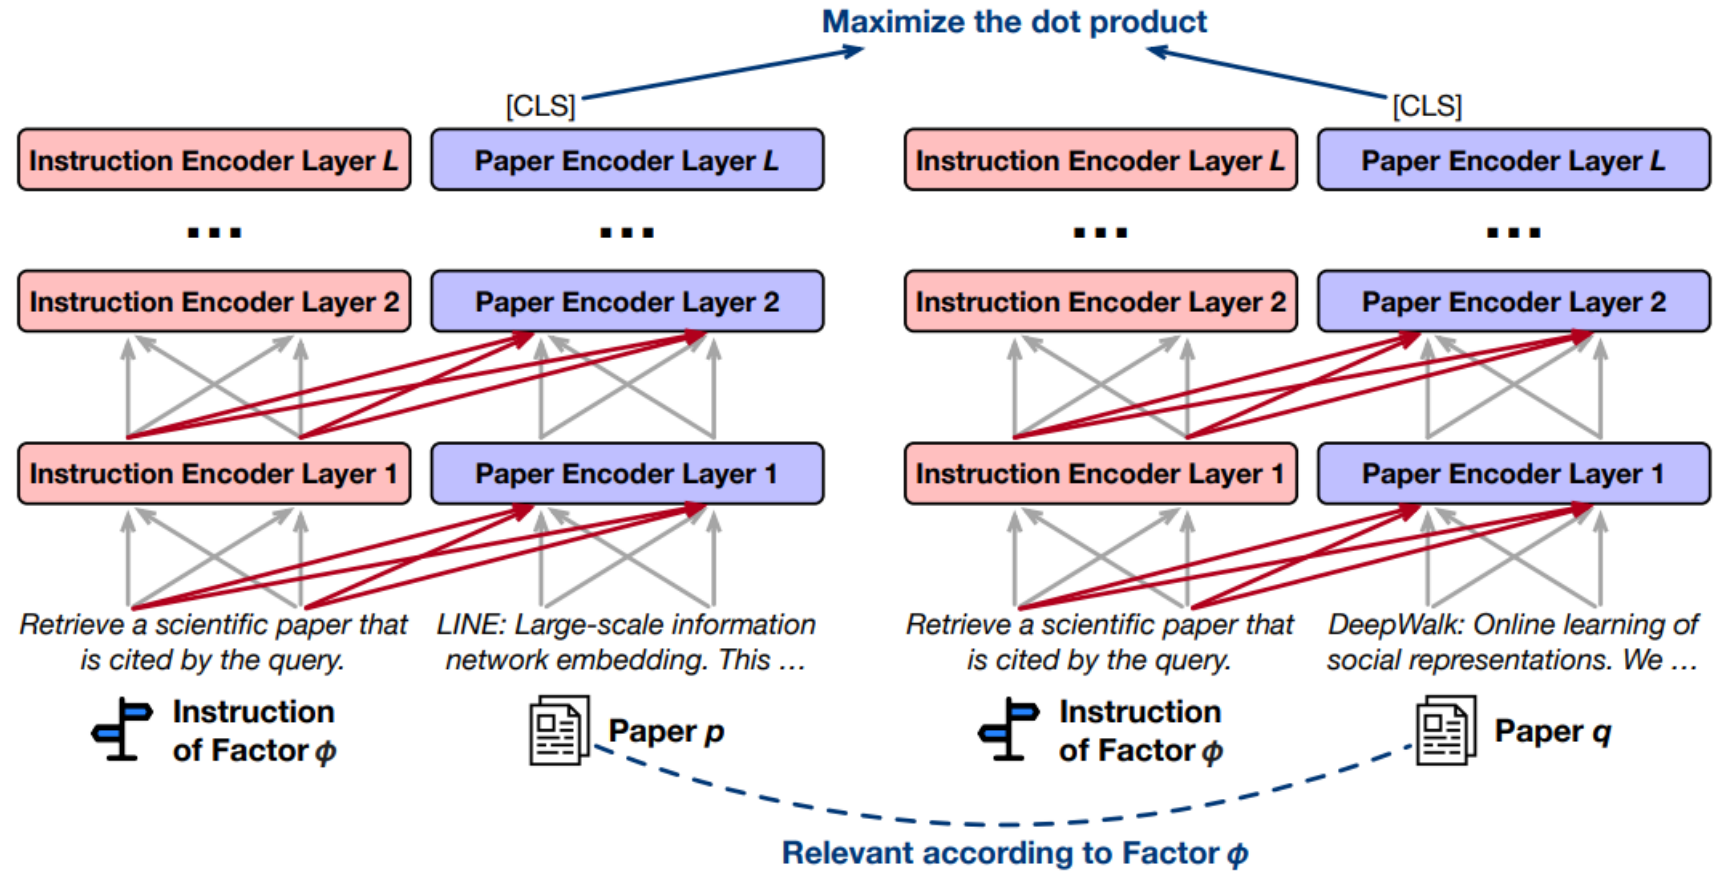 Maximize the dot product
[CLS]
[CLS]
Instruction Encoder Layer L
Paper Encoder Layer L
Instruction Encoder Layer L
Paper Encoder Layer L
...
...
...
...
Instruction Encoder Layer 2
Paper Encoder Layer 2
Instruction Encoder Layer 2
Paper Encoder Layer 2
Instruction Encoder Layer 1
Paper Encoder Layer 1
Instruction Encoder Layer 1
Paper Encoder Layer 1
Retrieve a scientific paper that
is cited by the query.
LINE: Large-scale information
network embedding. This ...
Retrieve a scientific paper that
is cited by the query.
DeepWalk: Online learning of
social representations. We ...
Instruction
of Factor ϕ
Paper p
Instruction
of Factor ϕ
Paper q
Relevant according to Factor ϕ